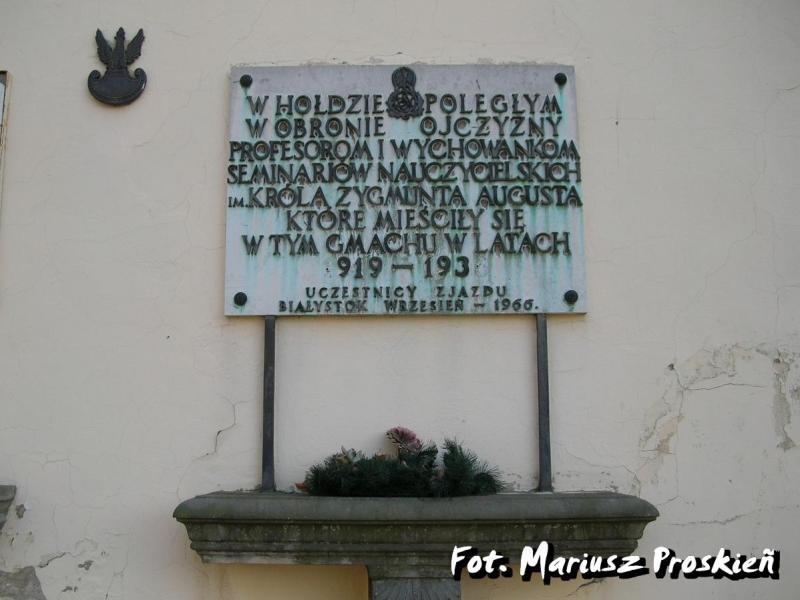 W HOŁDZIE POLEGŁYM
W OBRONIE OJCZYZNY
PROFESOROM I WYCHOWANKOM
SEMINARIÓW NAUCZYCIELSKICH
IM. KRÓLA ZYGMUNTA AUGUSTA
KTÓRE MIEŚCIŁY SIĘ
W TYM GMACHU W LATACH
919 – 193
UCZESTNICY ZJAZDU
BIAŁYSTOK WRZESIEŃ – 1966.
Fot. Mariusz Proskień